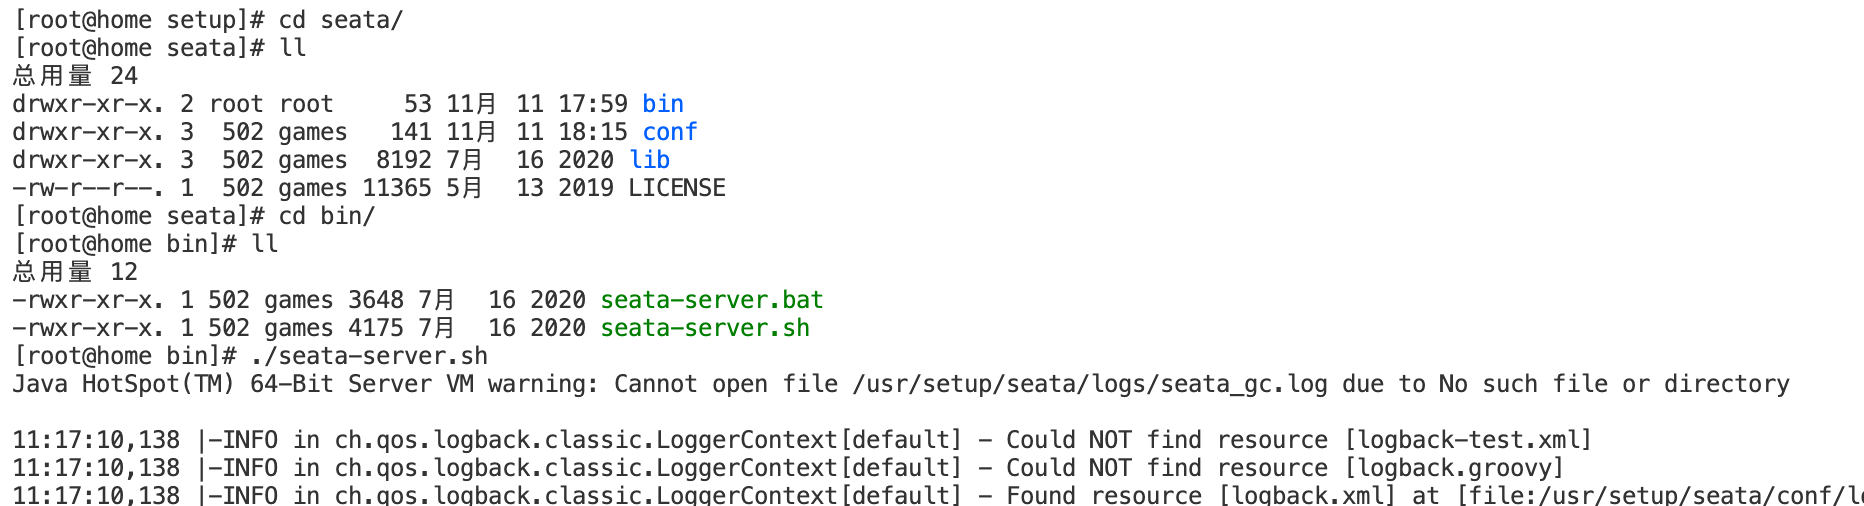 [root@home setup]# cd seata/
[root@home seata]# ll
总用量 24
drwxr-xr-x. 2 root root     53 11月 11 17:59 bin
drwxr-xr-x. 3  502 games   141 11月 11 18:15 conf
drwxr-xr-x. 3  502 games  8192 7月  16 2020 lib
-rw-r--r--. 1  502 games 11365 5月  13 2019 LICENSE
[root@home seata]# cd bin/
[root@home bin]# ll
总用量 12
-rwxr-xr-x. 1 502 games 3648 7月  16 2020 seata-server.bat
-rwxr-xr-x. 1 502 games 4175 7月  16 2020 seata-server.sh
[root@home bin]# ./seata-server.sh
Java HotSpot(TM) 64-Bit Server VM warning: Cannot open file /usr/setup/seata/logs/seata_gc.log due to No such file or directory
11:17:10,138 |-INFO in ch.qos.logback.classic.LoggerContext[default] - Could NOT find resource [logback-test.xml]
11:17:10,138 |-INFO in ch.qos.logback.classic.LoggerContext[default] - Could NOT find resource [logback.groovy]
11:17:10,138 |-INFO in ch.qos.logback.classic.LoggerContext[default] - Found resource [logback.xml] at [file:/usr/setup/seata/conf/l